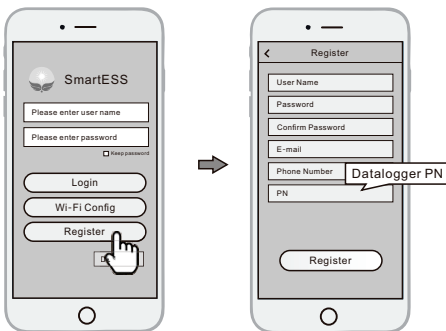 SmartESS
Please enter user name
Please enter password
Keep password
Login
Wi-Fi Config
Register
Register
User Name
Password
Confirm Password
E-mail
Phone Number
Datalogger PN
PN
Register